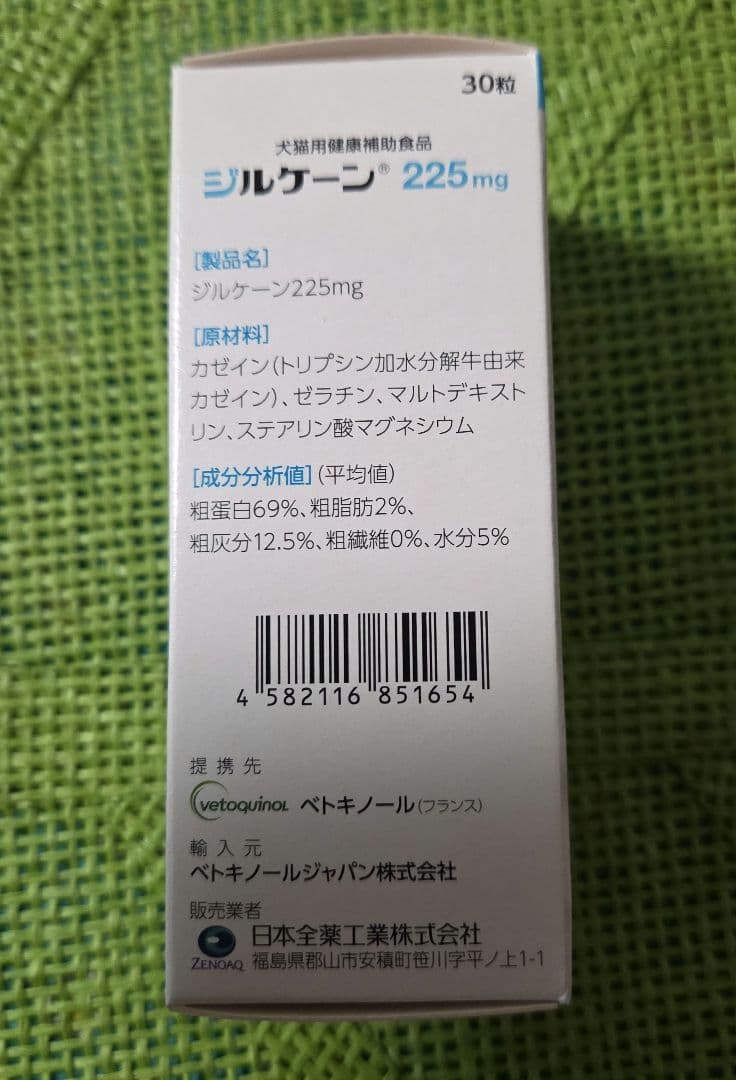 30粒
犬猫用健康補助食品
ジルケーン® 225mg
[製品名]
ジルケーン225mg
[原材料]
カゼイン(トリプシン加水分解牛由来
カゼイン)、ゼラチン、マルトデキスト
リン、ステアリン酸マグネシウム
[成分分析値](平均値)
粗蛋白69%、粗脂肪2%、
粗灰分12.5%、粗繊維0%、水分5%
4 582116 851654
提携先
vetoquinol ベトキノール(フランス)
輸入元
ベトキノールジャパン株式会社
販売業者
ZENOAQ 日本全薬工業株式会社
福島県郡山市安積町笹川字平ノ上1-1